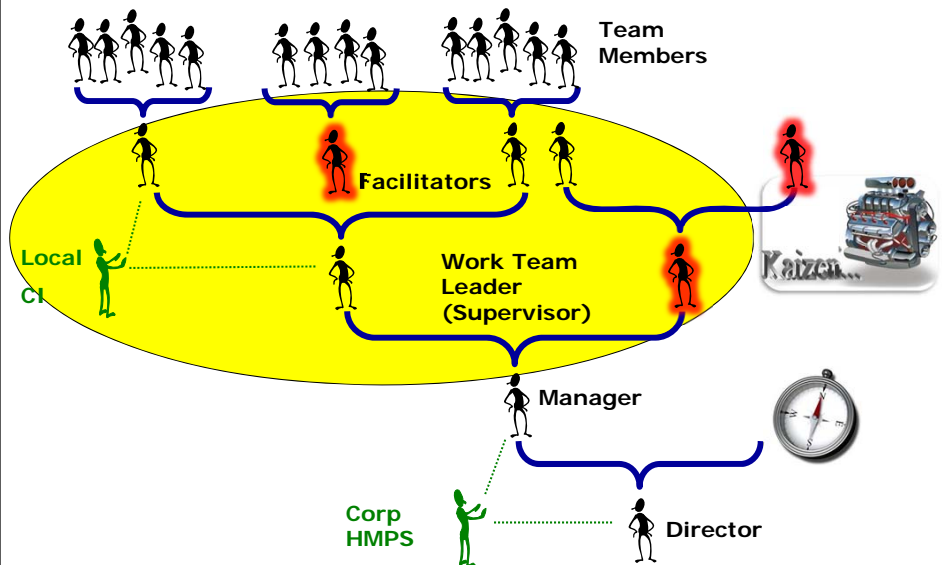 Team
Members
Facilitators
Local
CI
Work Team
Leader
(Supervisor)
Kaizen...
Manager
N
E
S
W
Corp
HMPS
Director